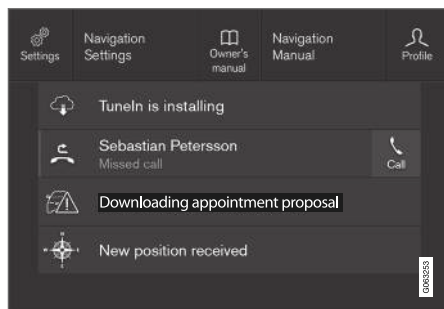 Settings
Navigation
Settings
Owner's
manual
Navigation
Manual
Profile
TuneIn is installing
Sebastian Petersson
Missed call
Call
Downloading appointment proposal
New position received
G063253